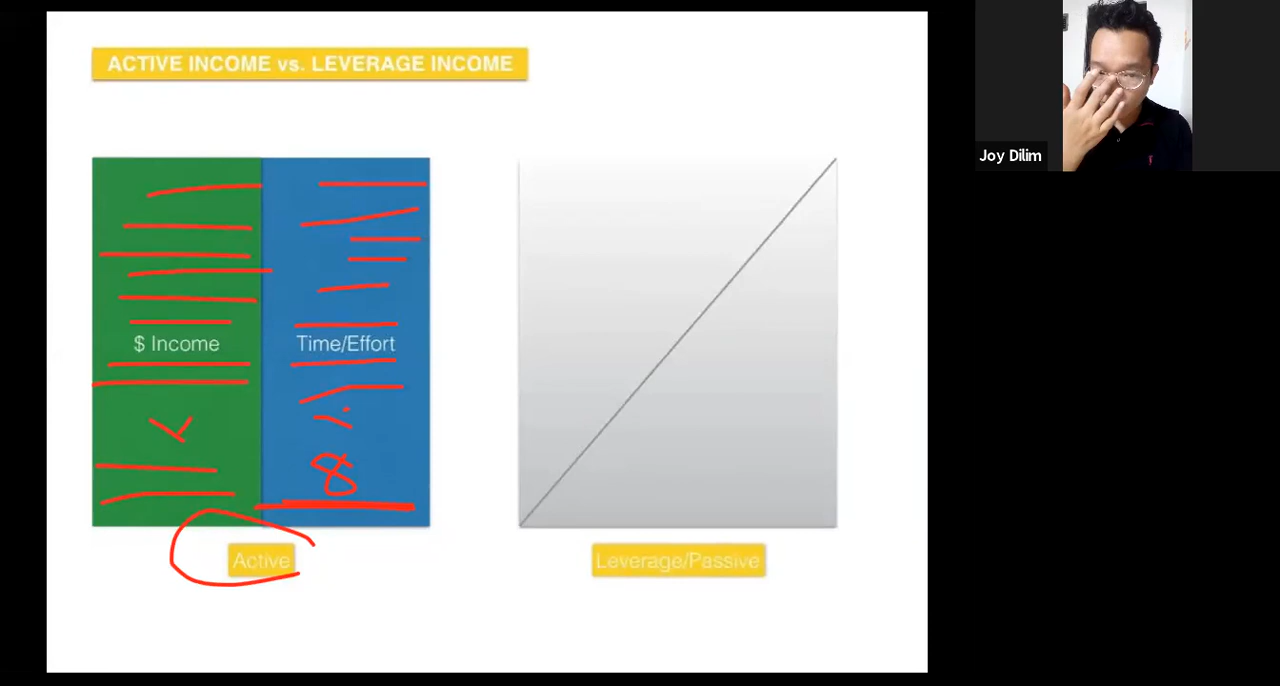 ACTIVE INCOME vs. LEVERAGE INCOME
Joy Dilim
$ Income
Time/Effort
8
Active
Leverage/Passive